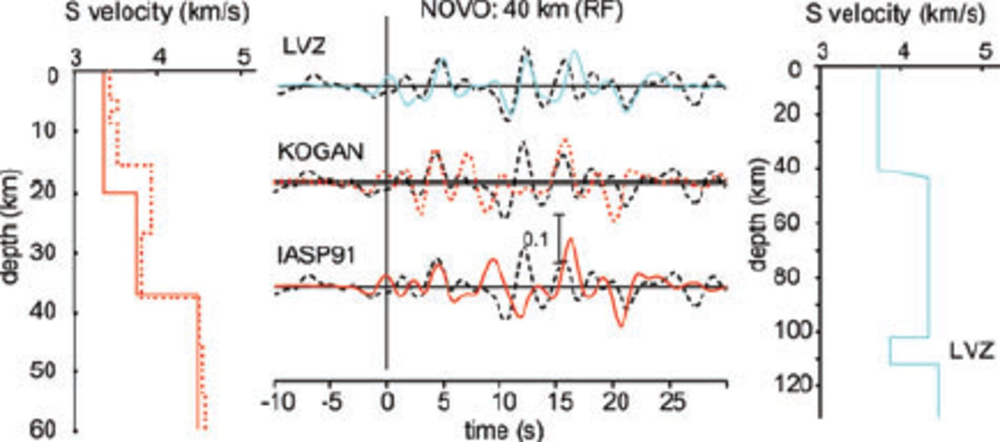 S velocity (km/s)
3 4 5
0
10
20
30
40
50
60
depth (km)
NOVO: 40 km (RF)
LVZ
KOGAN
0.1
IASP91
-10 -5 0 5 10 15 20 25
time (s)
S velocity (km/s)
3 4 5
0
20
40
60
80
100
120
depth (km)
LVZ